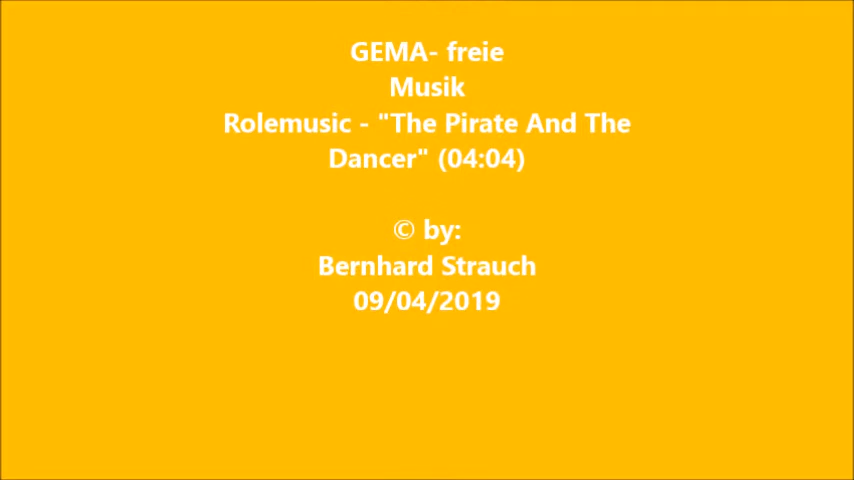 GEMA- freie
Musik
Rolemusic - "The Pirate And The
Dancer" (04:04)
© by:
Bernhard Strauch
09/04/2019